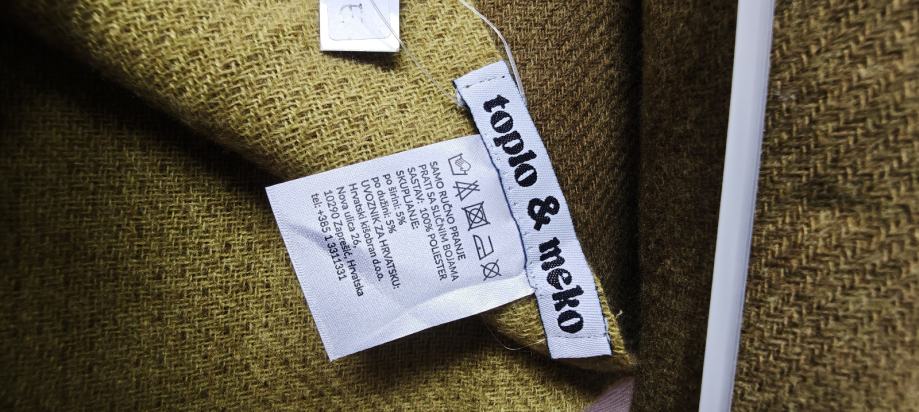 toplo & meko
SAMO RUČNO PRANJE
PRATI SA SLIČNIM BOJAMA
SASTAV: 100% POLIESTER
SKUPLJANJE:
po širini: 5%
po dužini: 5%
UVOZNIK ZA HRVATSKU:
Hrvatski kišobran d.o.o.
Nova ulica 26,
10290 Zaprešić, Hrvatska
tel: +385 1 3311331